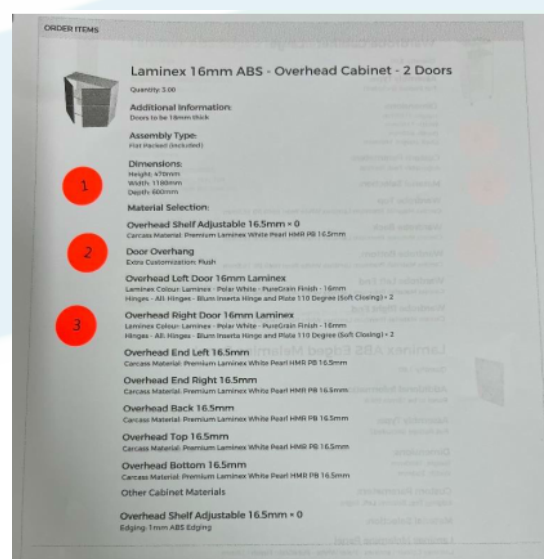 ORDER ITEMS
Laminex 16mm ABS - Overhead Cabinet - 2 Doors
Quantity: 3.00
Additional Information:
Doors to be 18mm thick
Assembly Type:
Flat Packed (included)
1
Dimensions:
Height: 470mm
Width: 1180mm
Depth: 600mm
Material Selection:
Overhead Shelf Adjustable 16.5mm × 0
Carcass Material: Premium Laminex White Pearl HMR PB 16.5mm
2
Door Overhang
Extra Customization: Flush
Overhead Left Door 16mm Laminex
Laminex Colour: Laminex - Polar White - PureGrain Finish - 16mm
Hinges - All: Hinges - Blum Inserta Hinge and Plate 110 Degree (Soft Closing) × 2
3
Overhead Right Door 16mm Laminex
Laminex Colour: Laminex - Polar White - PureGrain Finish - 16mm
Hinges - All: Hinges - Blum Inserta Hinge and Plate 110 Degree (Soft Closing) × 2
Overhead End Left 16.5mm
Carcass Material: Premium Laminex White Pearl HMR PB 16.5mm
Overhead End Right 16.5mm
Carcass Material: Premium Laminex White Pearl HMR PB 16.5mm
Overhead Back 16.5mm
Carcass Material: Premium Laminex White Pearl HMR PB 16.5mm
Overhead Top 16.5mm
Carcass Material: Premium Laminex White Pearl HMR PB 16.5mm
Overhead Bottom 16.5mm
Carcass Material: Premium Laminex White Pearl HMR PB 16.5mm
Other Cabinet Materials
Overhead Shelf Adjustable 16.5mm × 0
Edging: 1mm ABS Edging